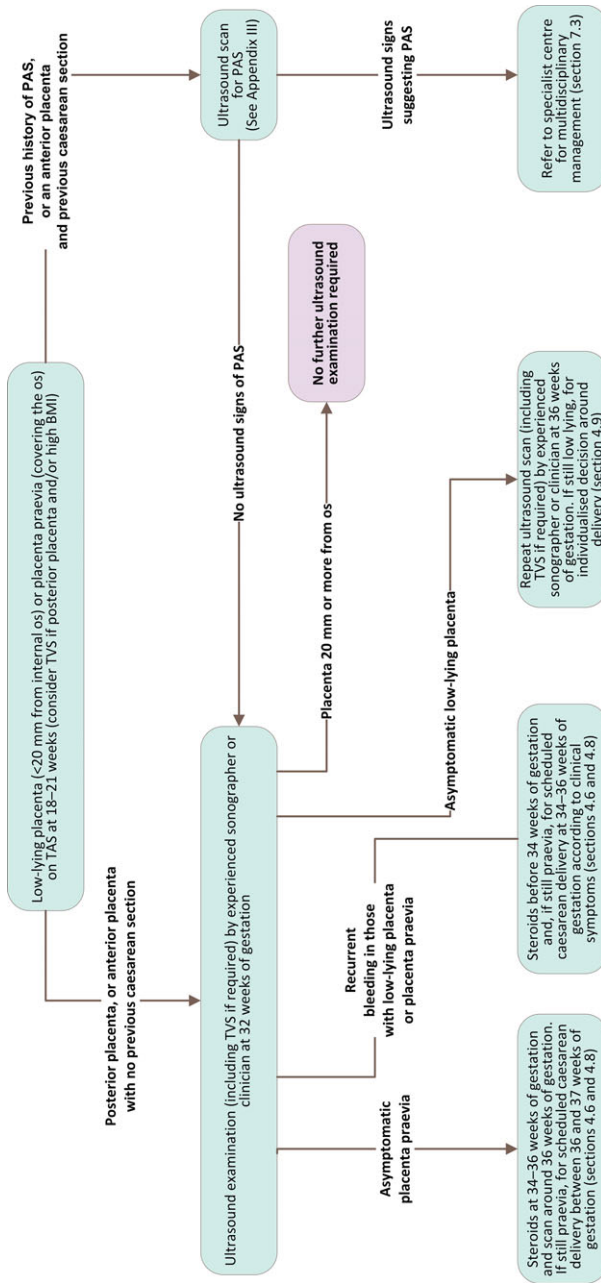 Low-lying placenta (<20 mm from internal os) or placenta praevia (covering the os)
on TAS at 18–21 weeks (consider TVS if posterior placenta and/or high BMI)
Posterior placenta, or anterior placenta
with no previous caesarean section
Previous history of PAS,
or an anterior placenta
and previous caesarean section
Ultrasound scan
for PAS
(See Appendix III)
No ultrasound signs of PAS
Ultrasound signs
suggesting PAS
Ultrasound examination (including TVS if required) by experienced sonographer or
clinician at 32 weeks of gestation
Placenta 20 mm or more from os
No further ultrasound
examination required
Asymptomatic
placenta praevia
Recurrent
bleeding in those
with low-lying placenta
or placenta praevia
Asymptomatic low-lying placenta
Steroids at 34–36 weeks of gestation
and scan around 36 weeks of gestation.
If still praevia, for scheduled caesarean
delivery between 36 and 37 weeks of
gestation (sections 4.6 and 4.8)
Steroids before 34 weeks of gestation
and, if still praevia, for scheduled
caesarean delivery at 34–36 weeks of
gestation according to clinical
symptoms (sections 4.6 and 4.8)
Repeat ultrasound scan (including
TVS if required) by experienced
sonographer or clinician at 36 weeks
of gestation. If still low lying, for
individualised decision around
delivery (section 4.9)
Refer to specialist centre
for multidisciplinary
management (section 7.3)